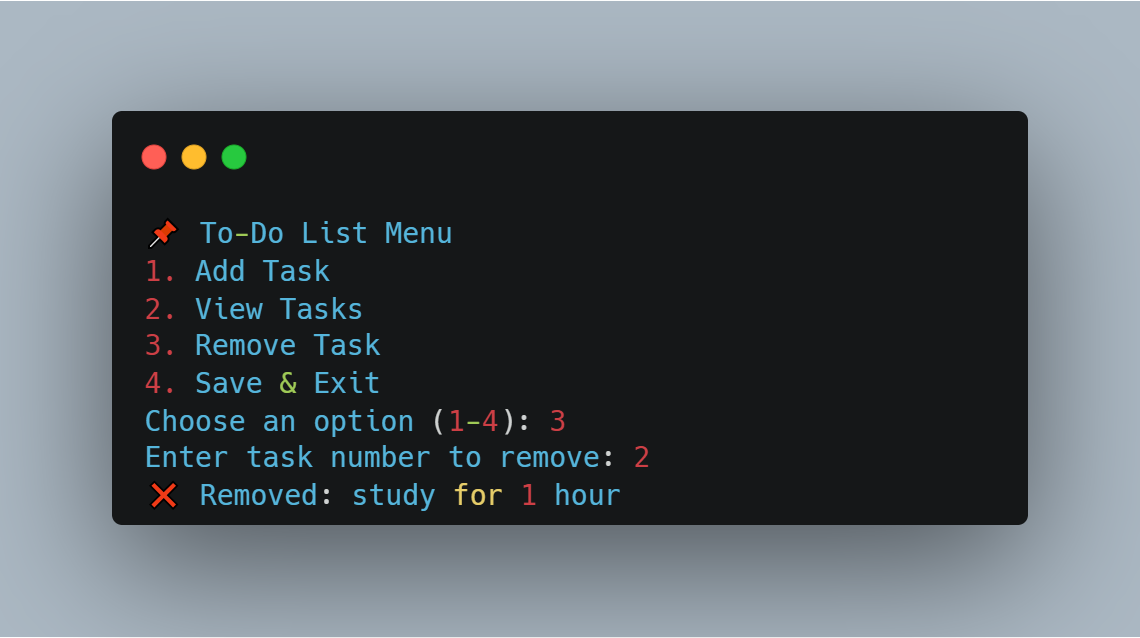 📌 To-Do List Menu
1. Add Task
2. View Tasks
3. Remove Task
4. Save & Exit
Choose an option (1-4): 3
Enter task number to remove: 2
❌ Removed: study for 1 hour